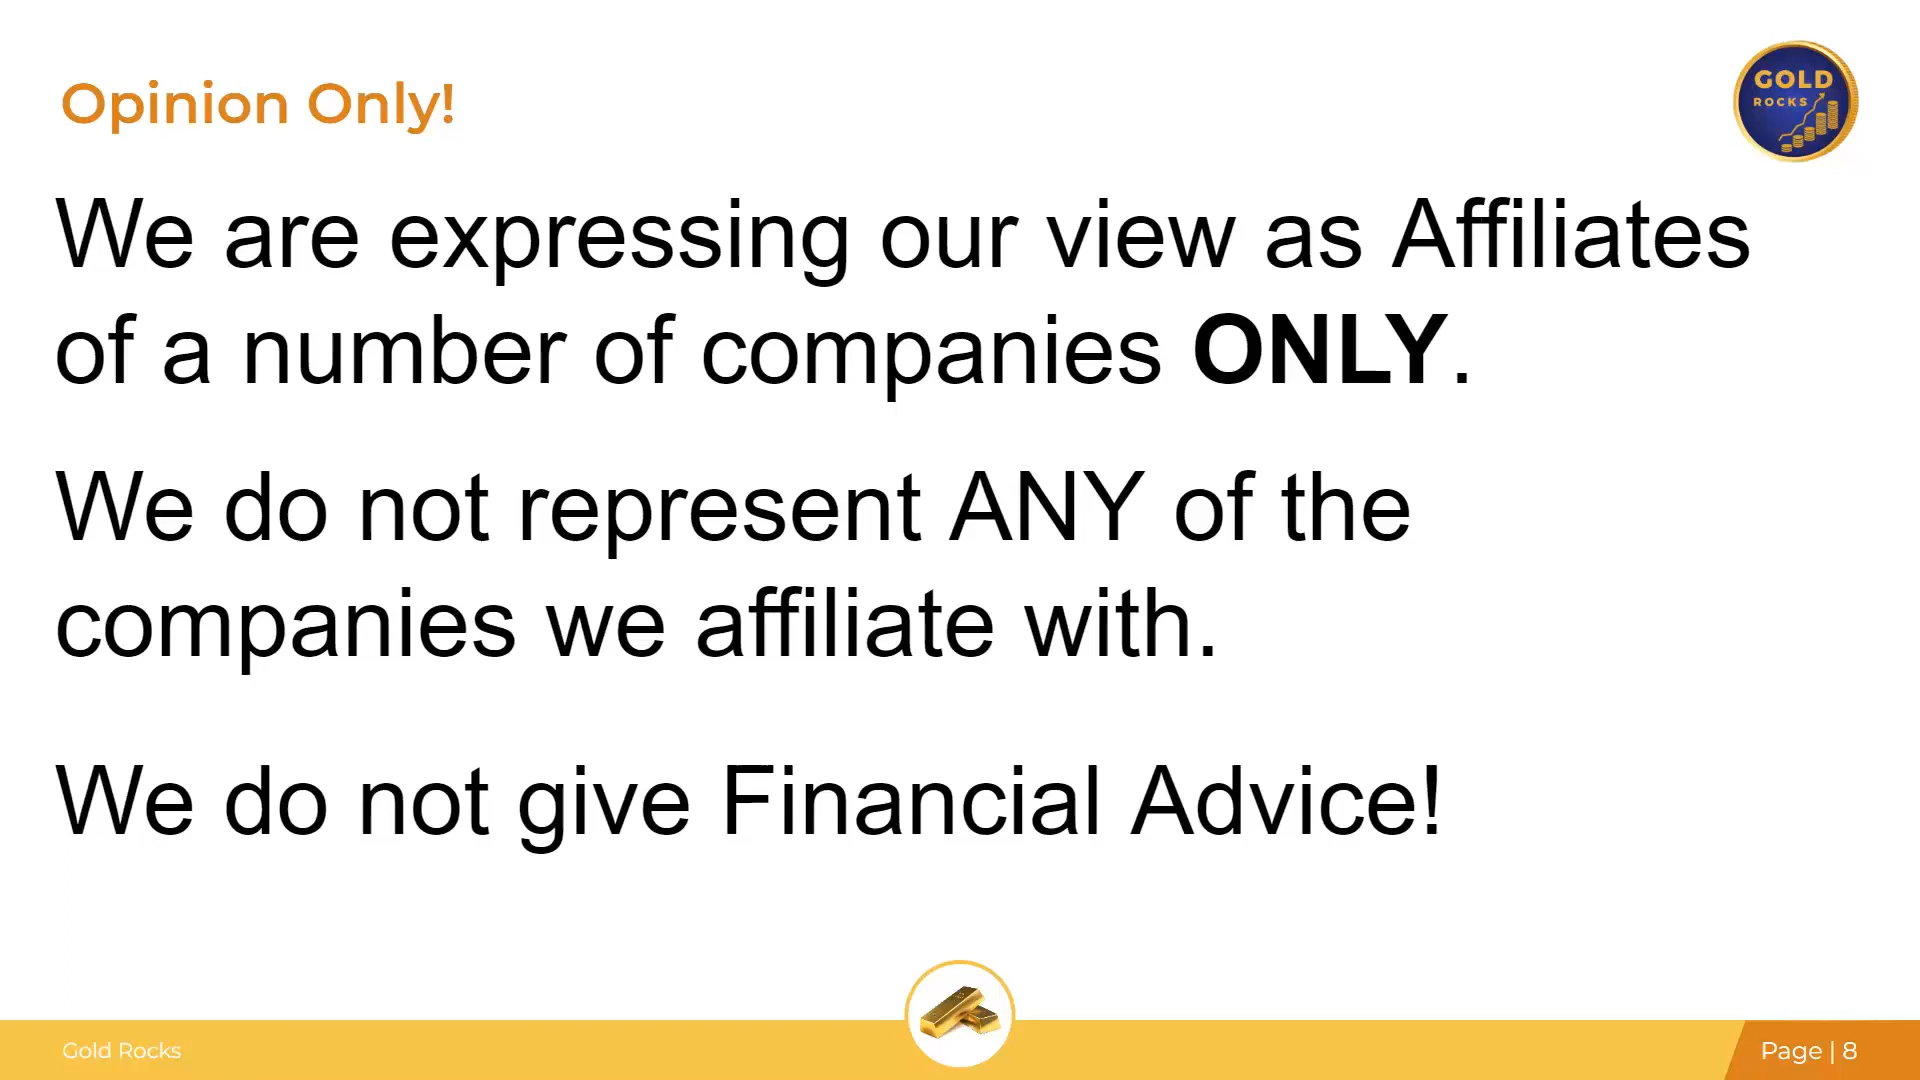 Opinion Only!
GOLD
ROCKS
We are expressing our view as Affiliates
of a number of companies ONLY.
We do not represent ANY of the
companies we affiliate with.
We do not give Financial Advice!
Gold Rocks
Page | 8